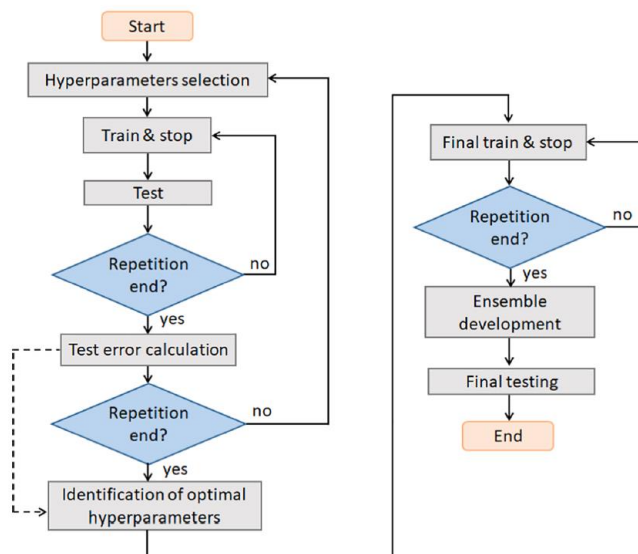 Start
Hyperparameters selection
Train & stop
Test
Repetition
end?
no
yes
Test error calculation
Repetition
end?
no
yes
Identification of optimal
hyperparameters
Final train & stop
Repetition
end?
no
yes
Ensemble
development
Final testing
End